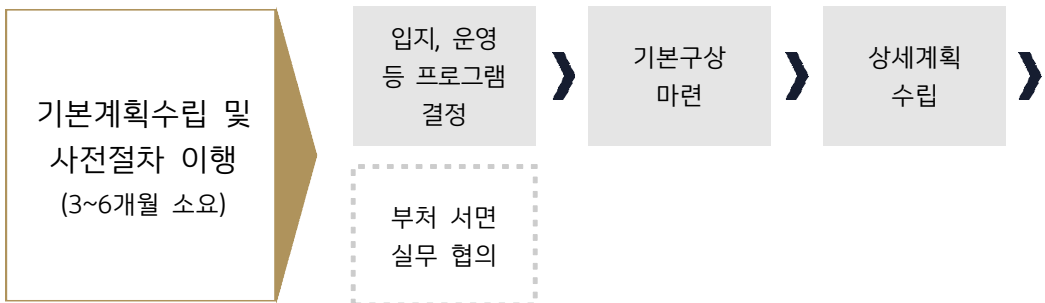 기본계획수립 및
사전절차 이행
(3~6개월 소요)
입지, 운영
등 프로그램
결정
기본구상
마련
상세계획
수립
부처 서면
실무 협의